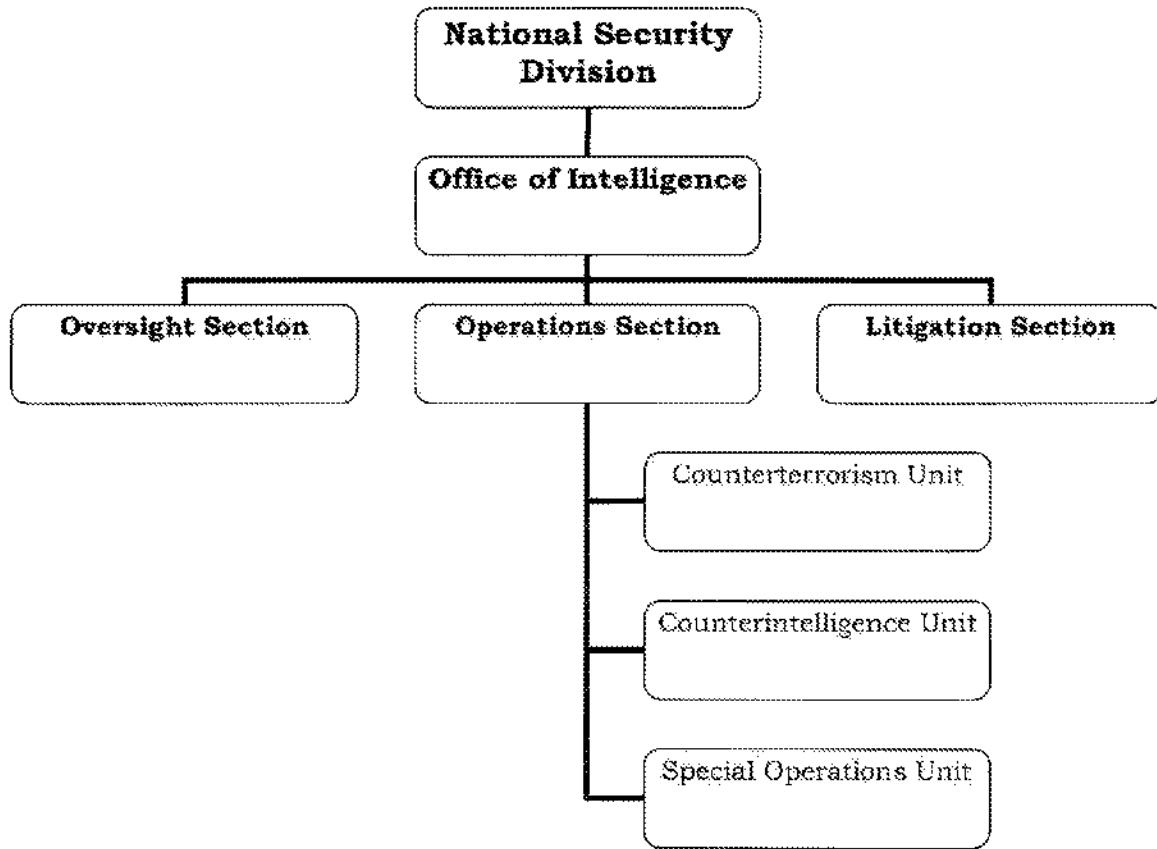 National Security
Division
Office of Intelligence
Oversight Section
Operations Section
Litigation Section
Counterterrorism Unit
Counterintelligence Unit
Special Operations Unit